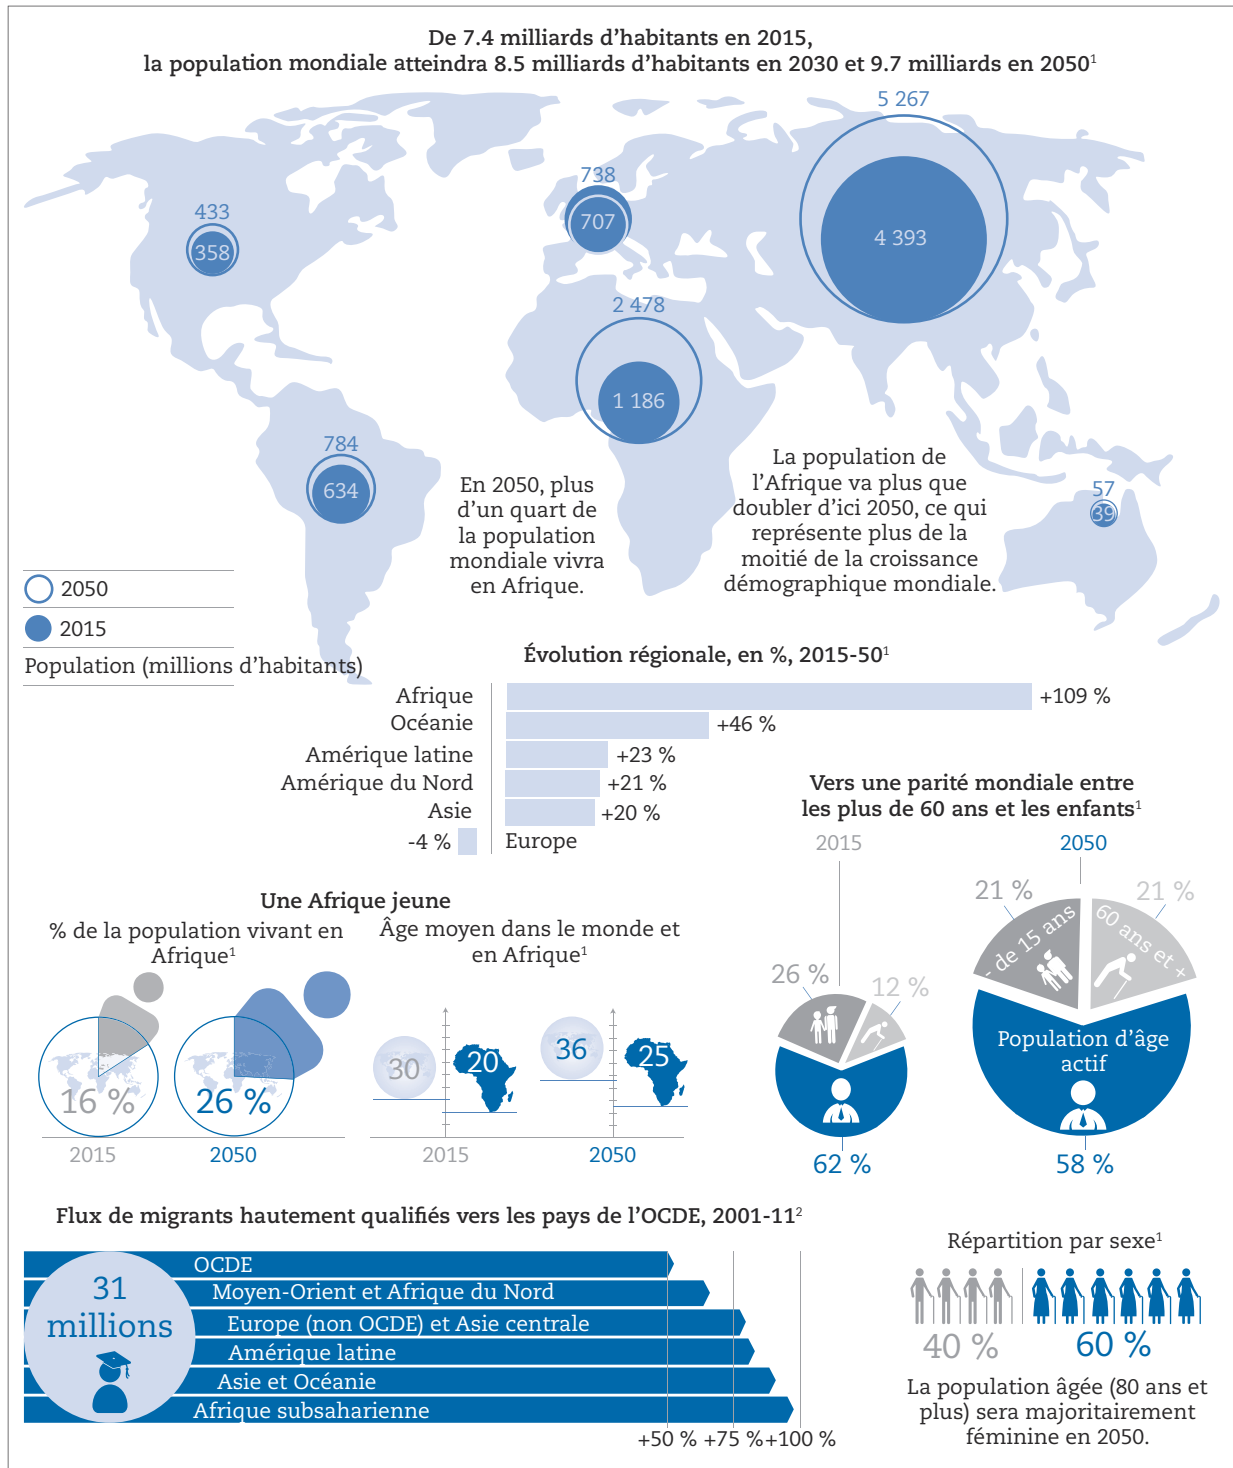 De 7.4 milliards d'habitants en 2015,
la population mondiale atteindra 8.5 milliards d'habitants en 2030 et 9.7 milliards en 2050¹
5 267
4 393
738
707
433
358
2 478
1 186
784
634
57
39
En 2050, plus
d'un quart de
la population
mondiale vivra
en Afrique.
La population de
l'Afrique va plus que
doubler d'ici 2050, ce qui
représente plus de la
moitié de la croissance
démographique mondiale.
2050
2015
Population (millions d'habitants)
Évolution régionale, en %, 2015-50¹
Afrique +109 %
Océanie +46 %
Amérique latine +23 %
Amérique du Nord +21 %
Asie +20 %
-4 % Europe
Vers une parité mondiale entre
les plus de 60 ans et les enfants¹
2015
26 %
12 %
62 %
2050
21 %
21 %
- de 15 ans
60 ans et +
Population d'âge
actif
58 %
Une Afrique jeune
% de la population vivant en
Afrique¹
16 %
26 %
2015
2050
Âge moyen dans le monde et
en Afrique¹
30
20
36
25
2015
2050
Flux de migrants hautement qualifiés vers les pays de l'OCDE, 2001-11²
31
millions
OCDE
Moyen-Orient et Afrique du Nord
Europe (non OCDE) et Asie centrale
Amérique latine
Asie et Océanie
Afrique subsaharienne
+50 % +75 % +100 %
Répartition par sexe¹
40 %
60 %
La population âgée (80 ans et
plus) sera majoritairement
féminine en 2050.